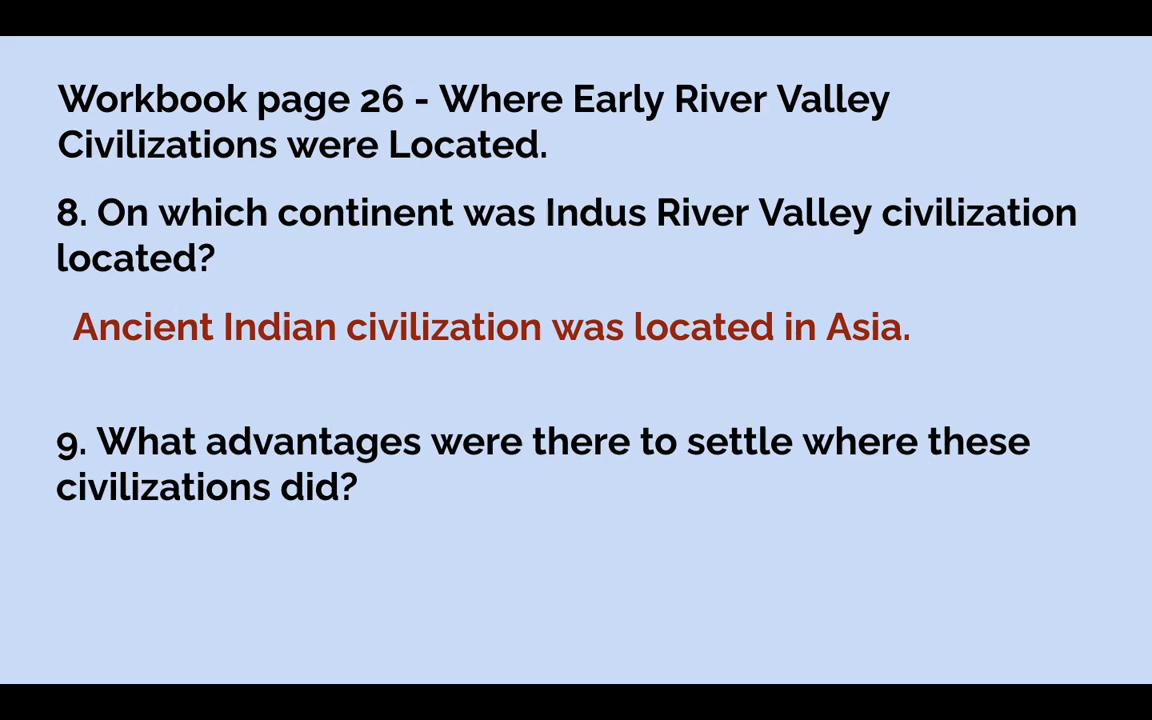 Workbook page 26 - Where Early River Valley
Civilizations were Located.
8. On which continent was Indus River Valley civilization
located?
Ancient Indian civilization was located in Asia.
9. What advantages were there to settle where these
civilizations did?